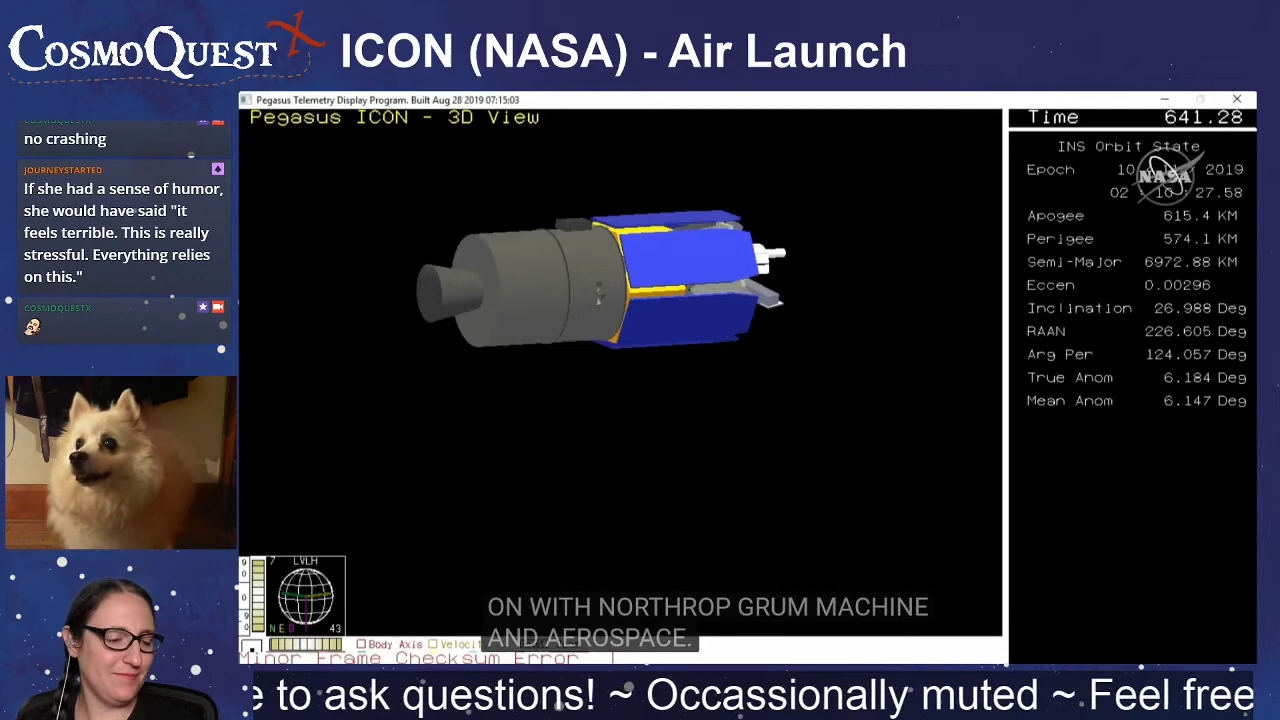 COSMOQUEST X
ICON (NASA) - Air Launch
Pegasus Telemetry Display Program. Built Aug 28 2019 07:15:03
Pegasus ICON - 3D View
COSMOQUESTX
no crashing
JOURNEYSTARTED
If she had a sense of humor,
she would have said "it
feels terrible. This is really
stressful. Everything relies
on this."
COSMOQUESTX
Time 641.28
INS Orbit State
NASA
Epoch 10 2019
02 : 10 : 27.58
Apogee 615.4 KM
Perigee 574.1 KM
Semi-Major 6972.88 KM
Eccen 0.00296
Inclination 26.988 Deg
RAAN 226.605 Deg
Arg Per 124.057 Deg
True Anom 6.184 Deg
Mean Anom 6.147 Deg
LVLH
7
N E D
43
ON WITH NORTHROP GRUM MACHINE
AND AEROSPACE.
Body Axis
Minor Frame Checksum Error
e to ask questions! ~ Occassionally muted ~ Feel free